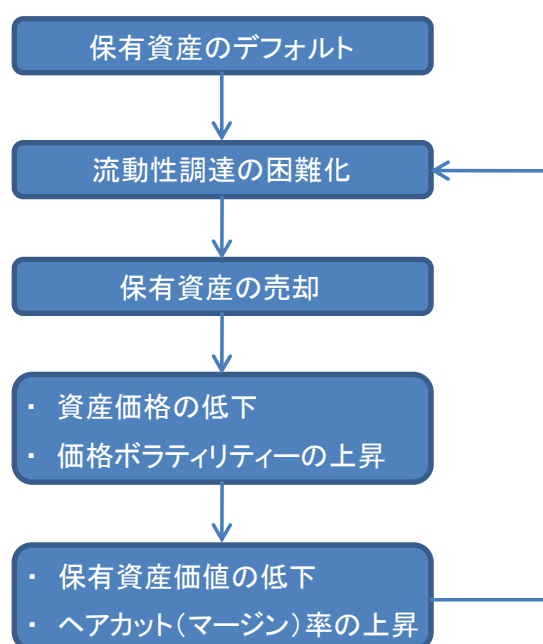 保有資産のデフォルト
流動性調達の困難化
保有資産の売却
・ 資産価格の低下
・ 価格ボラティリティーの上昇
・ 保有資産価値の低下
・ ヘアカット（マージン）率の上昇